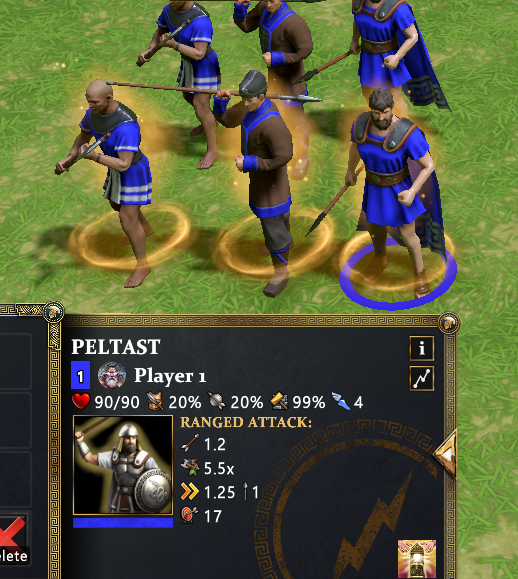 PELTAST
1 Player 1
90/90 20% 20% 99% 4
RANGED ATTACK:
1.2
5.5x
1.25 1
17
elete